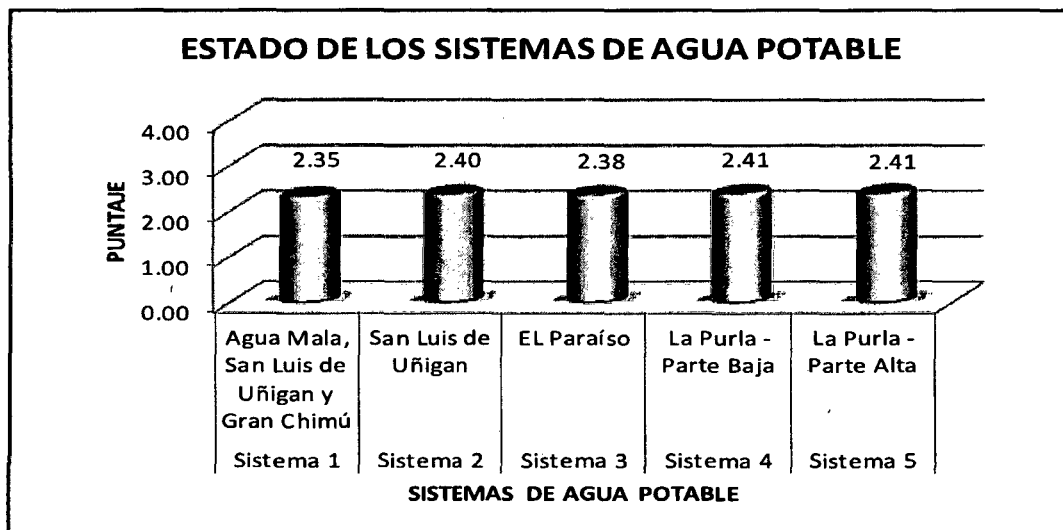 ESTADO DE LOS SISTEMAS DE AGUA POTABLE
PUNTAJE
4.00
3.00
2.00
1.00
0.00
2.35
2.40
2.38
2.41
2.41
Agua Mala,
San Luis de
Uñigan y
Gran Chimú
San Luis de
Uñigan
EL Paraíso
La Purla -
Parte Baja
La Purla -
Parte Alta
Sistema 1
Sistema 2
Sistema 3
Sistema 4
Sistema 5
SISTEMAS DE AGUA POTABLE